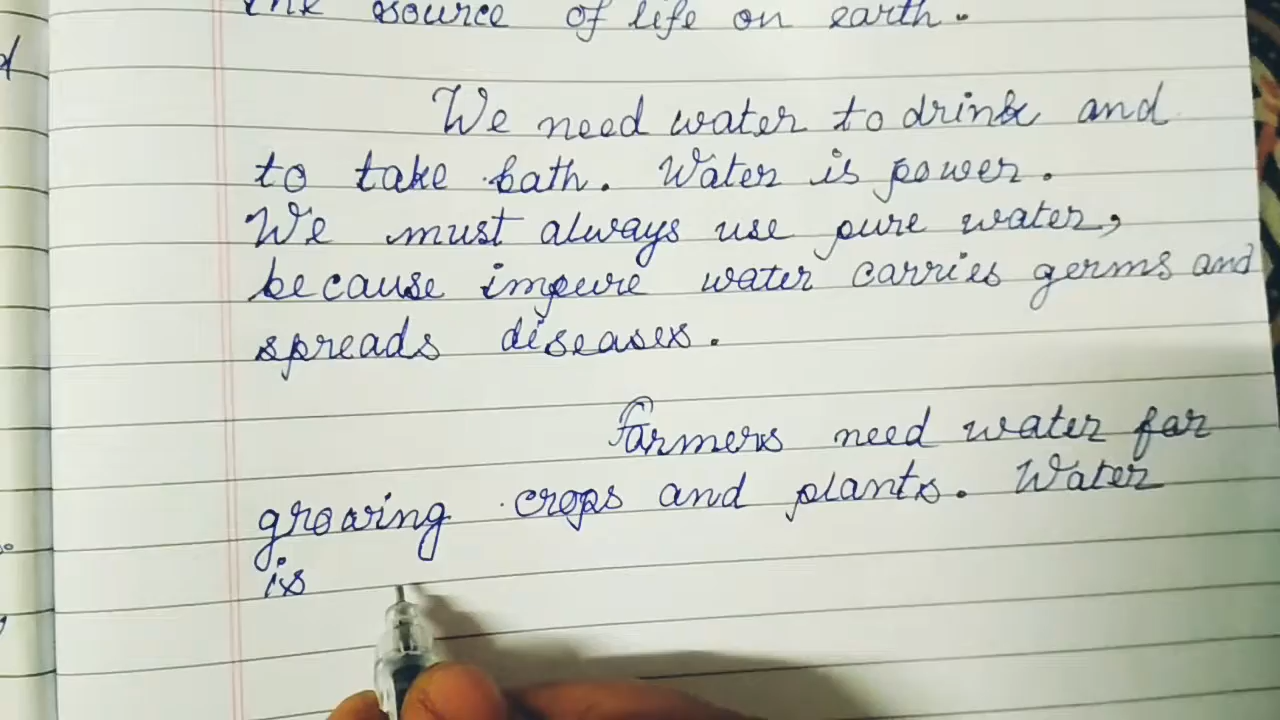 the source of life on earth.
We need water to drink and
to take bath. Water is power.
We must always use pure water,
because impure water carries germs and
spreads diseases.
Farmers need water for
growing crops and plants. Water
is